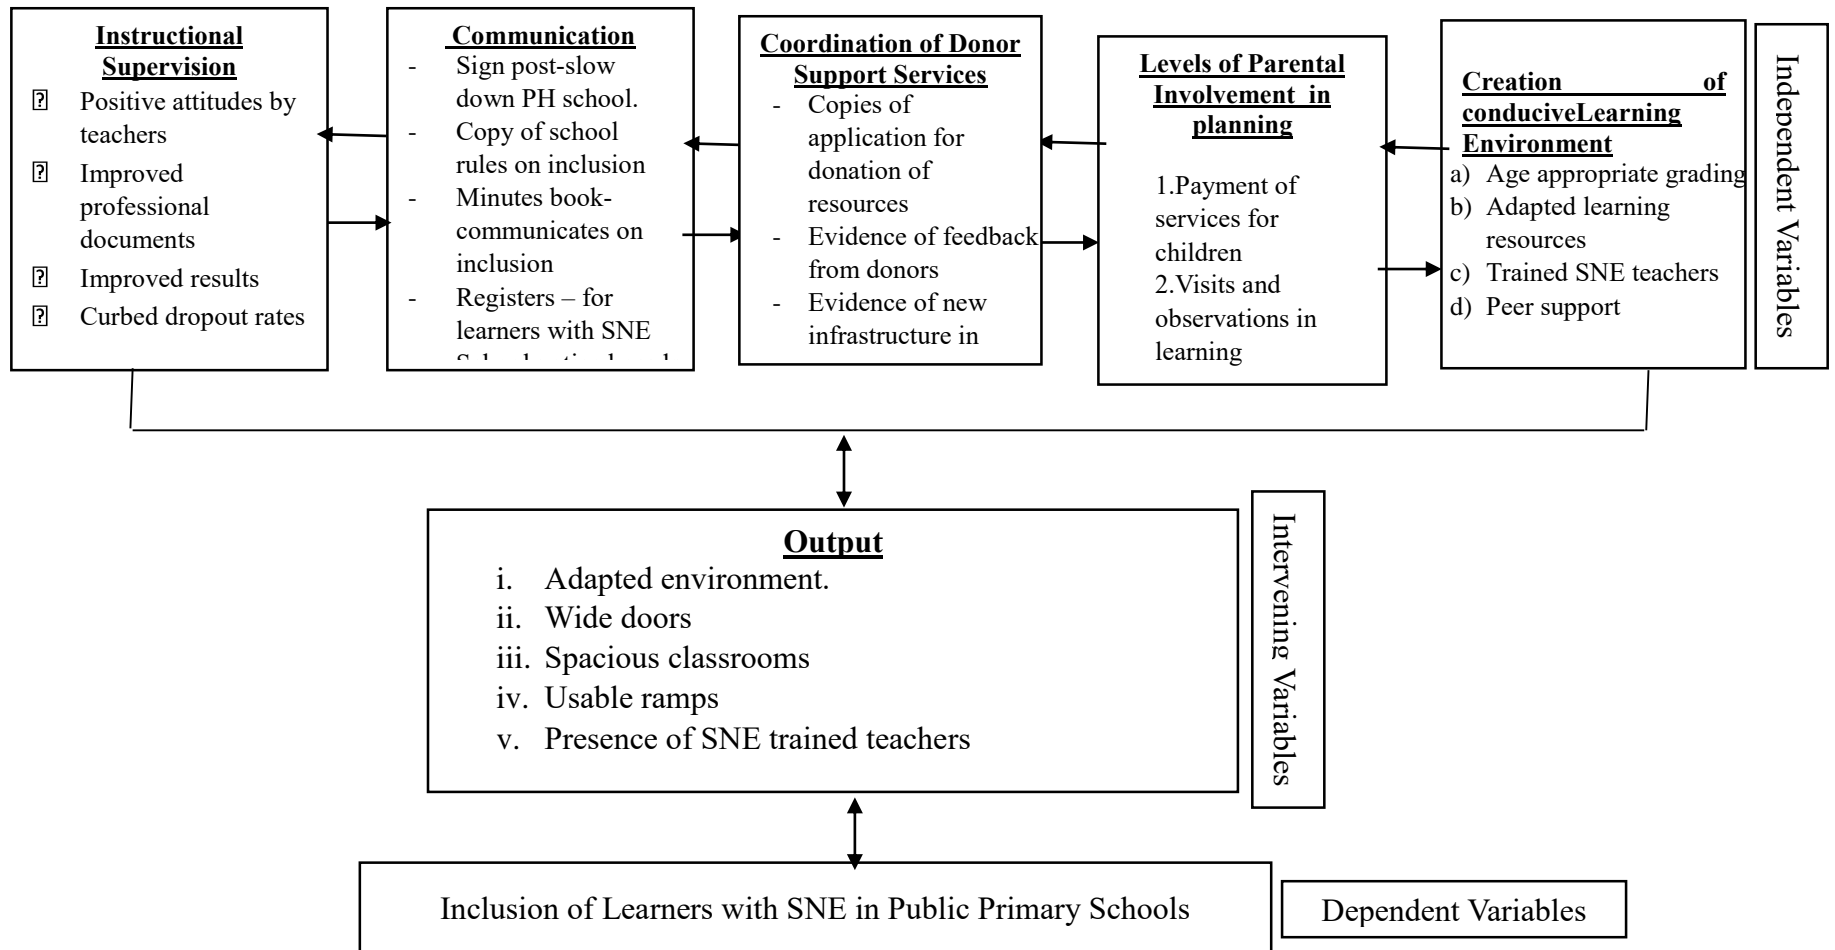 Instructional
Supervision
Positive attitudes by
teachers
Improved
professional
documents
Improved results
Curbed dropout rates
Communication
- Sign post-slow
down PH school.
- Copy of school
rules on inclusion
- Minutes book-
communicates on
inclusion
- Registers – for
learners with SNE
Coordination of Donor
Support Services
- Copies of
application for
donation of
resources
- Evidence of feedback
from donors
- Evidence of new
infrastructure in
Levels of Parental
Involvement in
planning
1.Payment of
services for
children
2.Visits and
observations in
learning
Creation of
conduciveLearning
Environment
a) Age appropriate grading
b) Adapted learning
resources
c) Trained SNE teachers
d) Peer support
Independent Variables
Output
i. Adapted environment.
ii. Wide doors
iii. Spacious classrooms
iv. Usable ramps
v. Presence of SNE trained teachers
Intervening Variables
Inclusion of Learners with SNE in Public Primary Schools
Dependent Variables